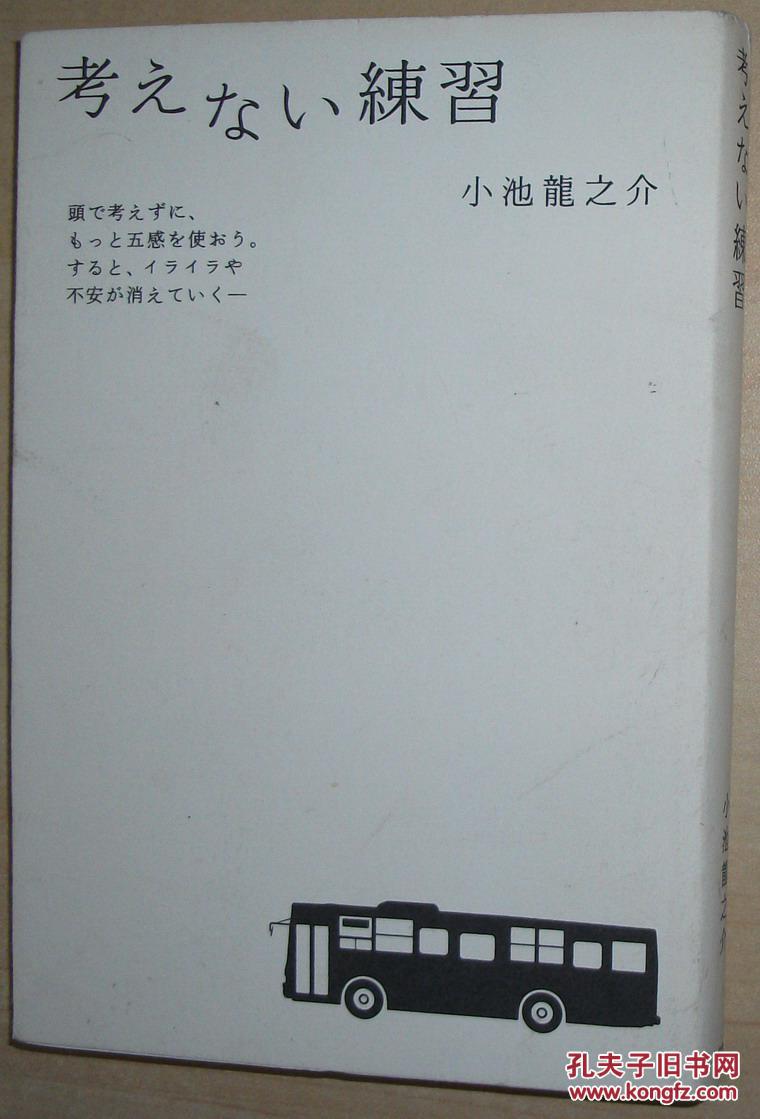 考えない練習
小池龍之介
頭で考えずに、
もっと五感を使おう。
すると、イライラや
不安が消えていく―
考えない練習
小池龍之介
孔夫子旧书网
www.kongfz.com